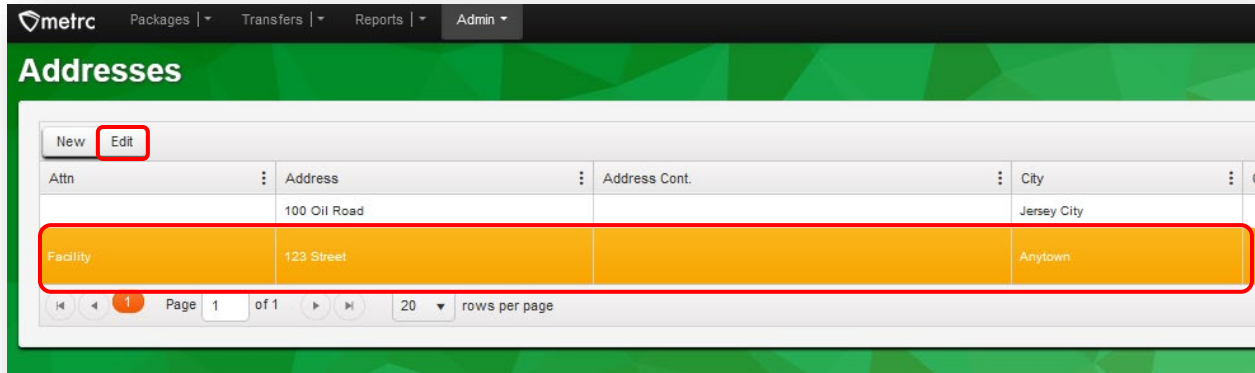 metrc Packages | Transfers | Reports | Admin
Addresses
New Edit
Attn Address Address Cont. City
100 Oil Road Jersey City
Facility 123 Street Anytown
1 Page 1 of 1 20 rows per page